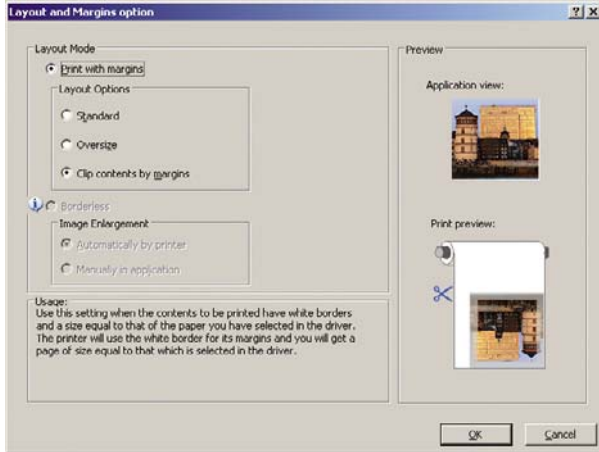 Layout and Margins option
Layout Mode
Print with margins
Layout Options
Standard
Oversize
Clip contents by margins
Borderless
Image Enlargement
Automatically by printer
Manually in application
Usage:
Use this setting when the contents to be printed have white borders
and a size equal to that of the paper you have selected in the driver.
The printer will use the white border for its margins and you will get a
page of size equal to that which is selected in the driver.
Preview
Application view:
Print preview:
OK
Cancel